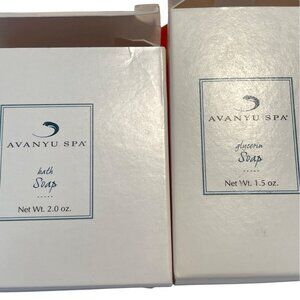 AVANYU SPA
bath
Soap
Net Wt. 2.0 oz.
AVANYU SPA
glycerin
Soap
Net Wt. 1.5 oz.